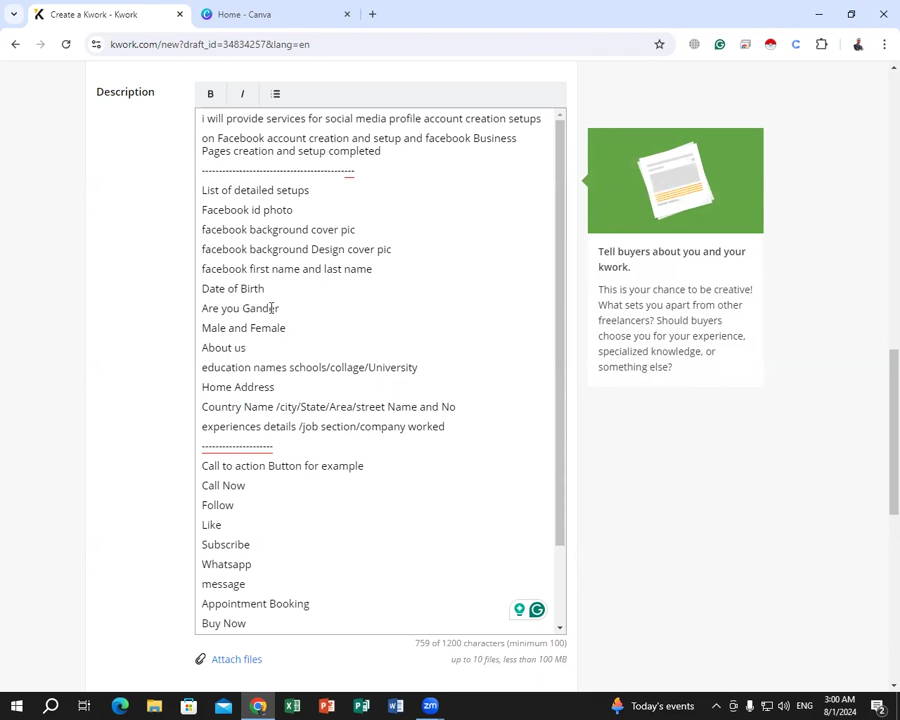 Create a Kwork - Kwork
Home - Canva
kwork.com/new?draft_id=34834257&lang=en
Description
B
I
i will provide services for social media profile account creation setups
on Facebook account creation and setup and facebook Business
Pages creation and setup completed
---------------------------------------------
List of detailed setups
Facebook id photo
facebook background cover pic
facebook background Design cover pic
facebook first name and last name
Date of Birth
Are you Gander
Male and Female
About us
education names schools/collage/University
Home Address
Country Name /city/State/Area/street Name and No
experiences details /job section/company worked
---------------------
Call to action Button for example
Call Now
Follow
Like
Subscribe
Whatsapp
message
Appointment Booking
Buy Now
759 of 1200 characters (minimum 100)
Attach files
up to 10 files, less than 100 MB
Tell buyers about you and your
kwork.
This is your chance to be creative!
What sets you apart from other
freelancers? Should buyers
choose you for your experience,
specialized knowledge, or
something else?
Today's events
ENG
3:00 AM
8/1/2024
2